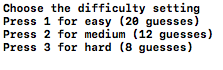 Choose the difficulty setting
Press 1 for easy (20 guesses)
Press 2 for medium (12 guesses)
Press 3 for hard (8 guesses)